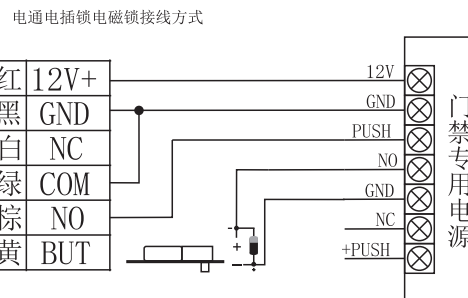 电通电插锁电磁锁接线方式
红 12V+
黑 GND
白 NC
绿 COM
棕 NO
黄 BUT
12V
GND
PUSH
NO
GND
NC
+PUSH
-
+
-
+
门禁专用电源